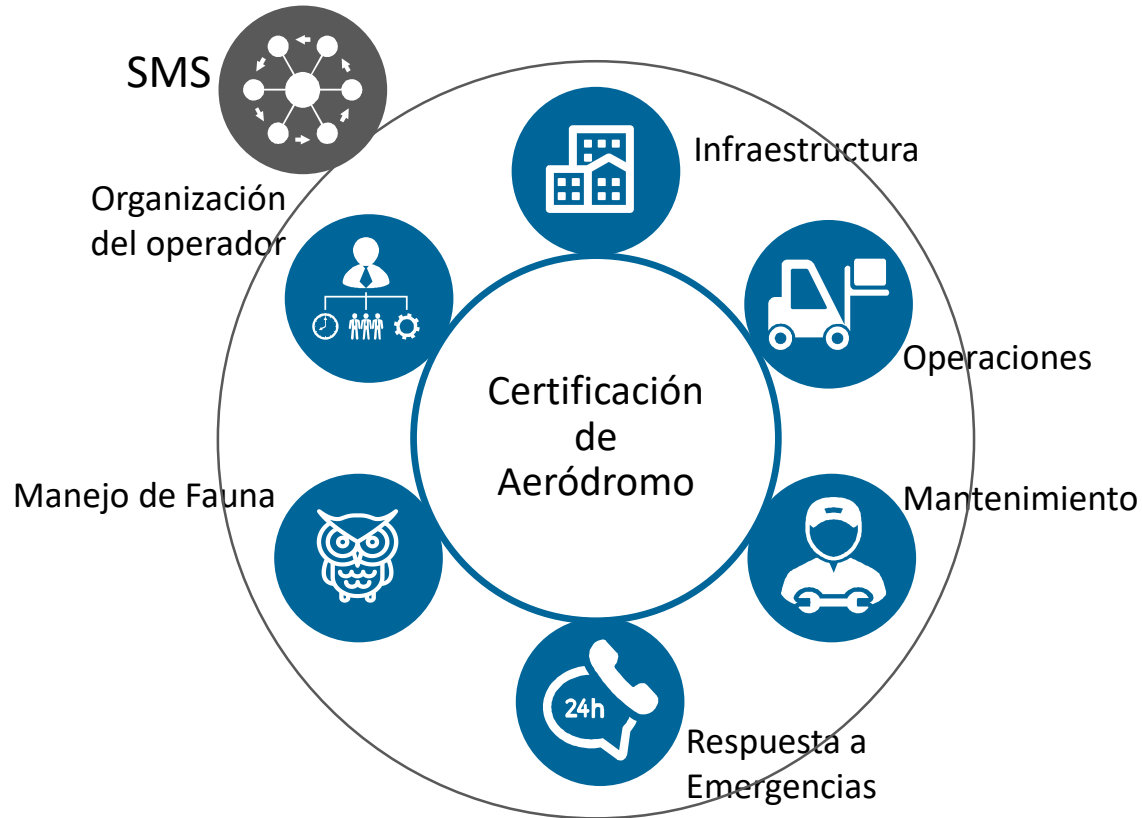 SMS
Organización
del operador
Infraestructura
Operaciones
Certificación
de
Aeródromo
Manejo de Fauna
Mantenimiento
24h
Respuesta a
Emergencias